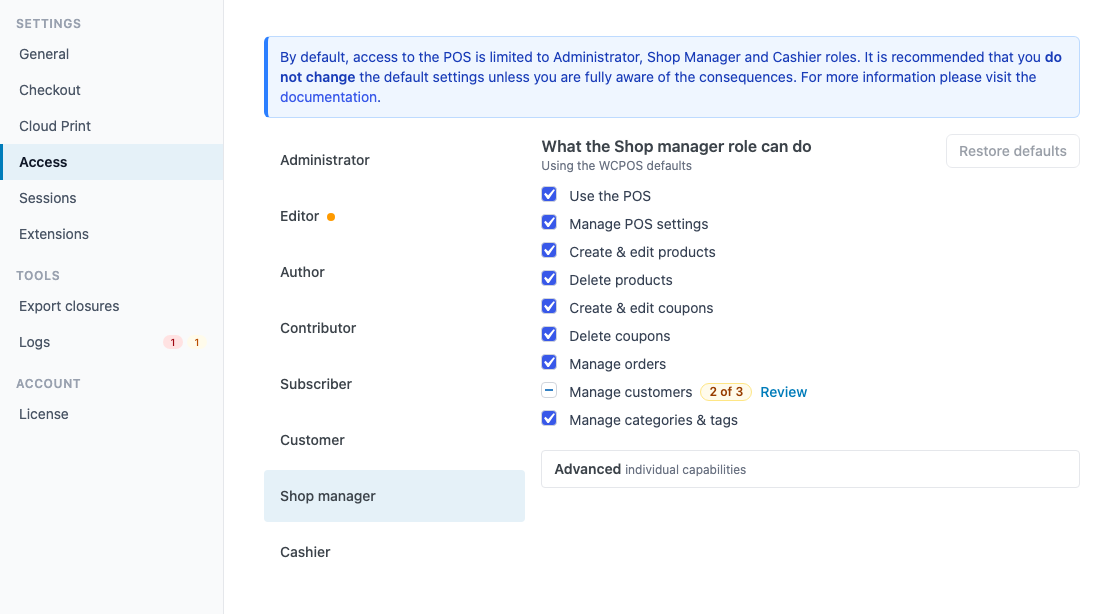 SETTINGS
General
Checkout
Cloud Print
Access
Sessions
Extensions
TOOLS
Export closures
Logs 1 1
ACCOUNT
License
By default, access to the POS is limited to Administrator, Shop Manager and Cashier roles. It is recommended that you do
not change the default settings unless you are fully aware of the consequences. For more information please visit the
documentation.
Administrator
Editor
Author
Contributor
Subscriber
Customer
Shop manager
Cashier
What the Shop manager role can do
Using the WCPOS defaults
Restore defaults
Use the POS
Manage POS settings
Create & edit products
Delete products
Create & edit coupons
Delete coupons
Manage orders
Manage customers 2 of 3 Review
Manage categories & tags
Advanced individual capabilities